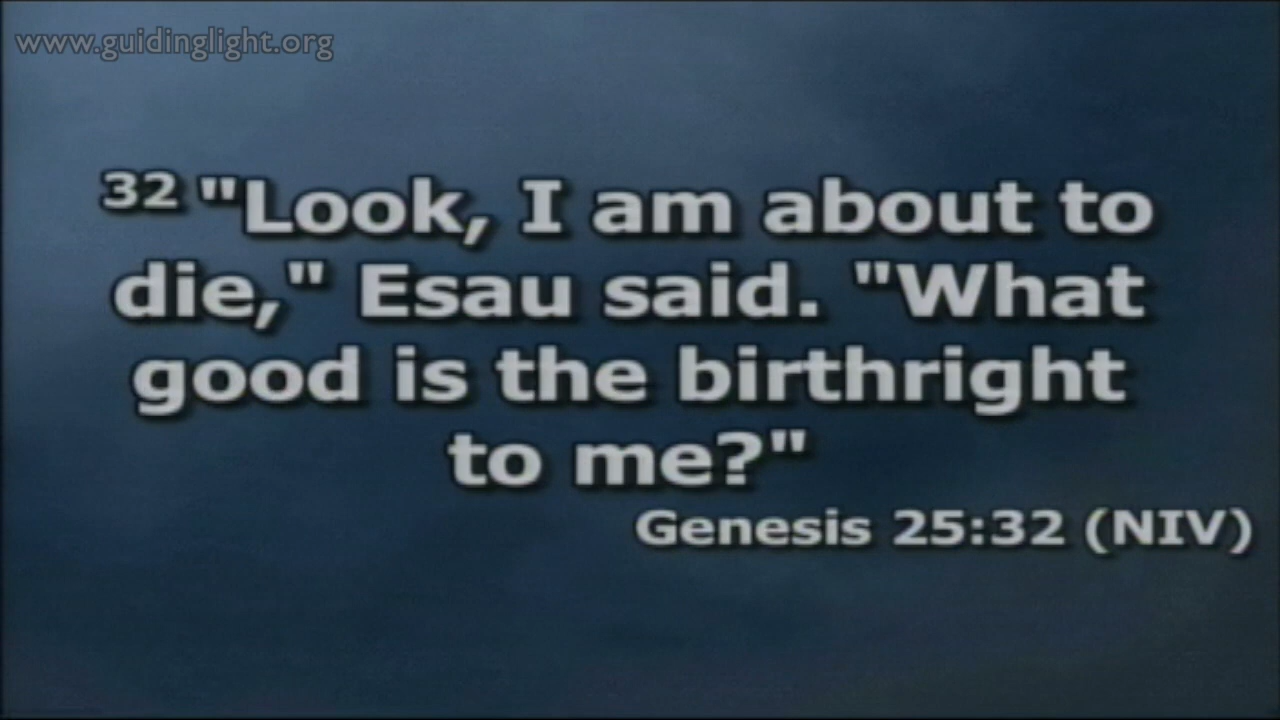 www.guidinglight.org
32 "Look, I am about to
die," Esau said. "What
good is the birthright
to me?"
Genesis 25:32 (NIV)